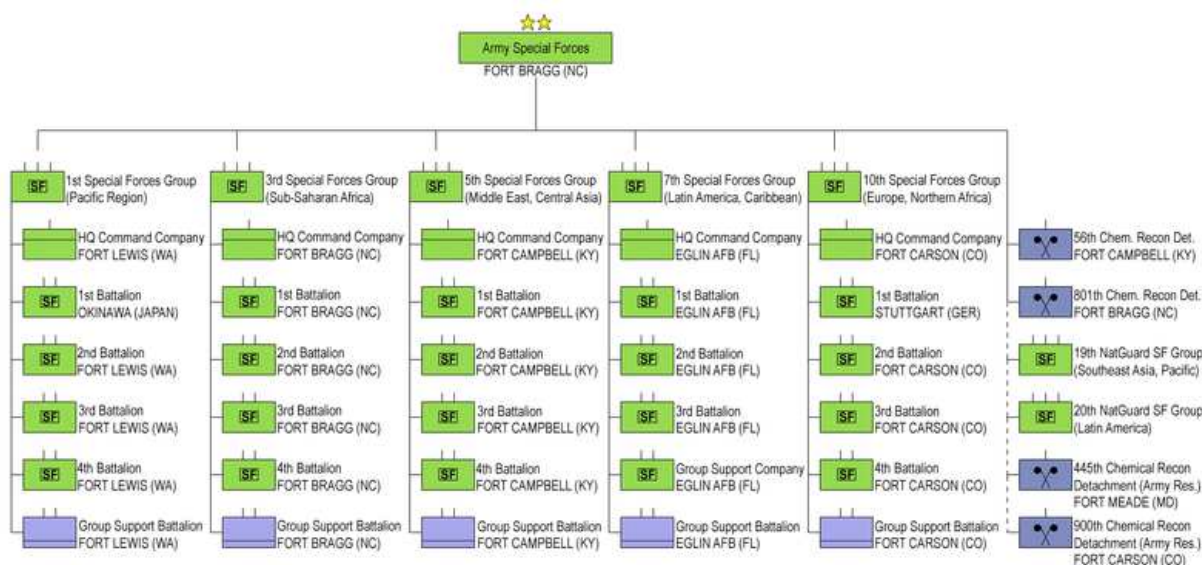 Army Special Forces
FORT BRAGG (NC)
SF
1st Special Forces Group
(Pacific Region)
HQ Command Company
FORT LEWIS (WA)
SF
1st Battalion
OKINAWA (JAPAN)
SF
2nd Battalion
FORT LEWIS (WA)
SF
3rd Battalion
FORT LEWIS (WA)
SF
4th Battalion
FORT LEWIS (WA)
Group Support Battalion
FORT LEWIS (WA)
SF
3rd Special Forces Group
(Sub-Saharan Africa)
HQ Command Company
FORT BRAGG (NC)
SF
1st Battalion
FORT BRAGG (NC)
SF
2nd Battalion
FORT BRAGG (NC)
SF
3rd Battalion
FORT BRAGG (NC)
SF
4th Battalion
FORT BRAGG (NC)
Group Support Battalion
FORT BRAGG (NC)
SF
5th Special Forces Group
(Middle East, Central Asia)
HQ Command Company
FORT CAMPBELL (KY)
SF
1st Battalion
FORT CAMPBELL (KY)
SF
2nd Battalion
FORT CAMPBELL (KY)
SF
3rd Battalion
FORT CAMPBELL (KY)
SF
4th Battalion
FORT CAMPBELL (KY)
Group Support Battalion
FORT CAMPBELL (KY)
SF
7th Special Forces Group
(Latin America, Caribbean)
HQ Command Company
EGLIN AFB (FL)
SF
1st Battalion
EGLIN AFB (FL)
SF
2nd Battalion
EGLIN AFB (FL)
SF
3rd Battalion
EGLIN AFB (FL)
SF
Group Support Company
EGLIN AFB (FL)
Group Support Battalion
EGLIN AFB (FL)
SF
10th Special Forces Group
(Europe, Northern Africa)
HQ Command Company
FORT CARSON (CO)
SF
1st Battalion
STUTTGART (GER)
SF
2nd Battalion
FORT CARSON (CO)
SF
3rd Battalion
FORT CARSON (CO)
SF
4th Battalion
FORT CARSON (CO)
Group Support Battalion
FORT CARSON (CO)
56th Chem. Recon Det.
FORT CAMPBELL (KY)
801th Chem. Recon Det.
FORT BRAGG (NC)
SF
19th NatGuard SF Group
(Southeast Asia, Pacific)
SF
20th NatGuard SF Group
(Latin America)
445th Chemical Recon
Detachment (Army Res.)
FORT MEADE (MD)
900th Chemical Recon
Detachment (Army Res.)
FORT CARSON (CO)